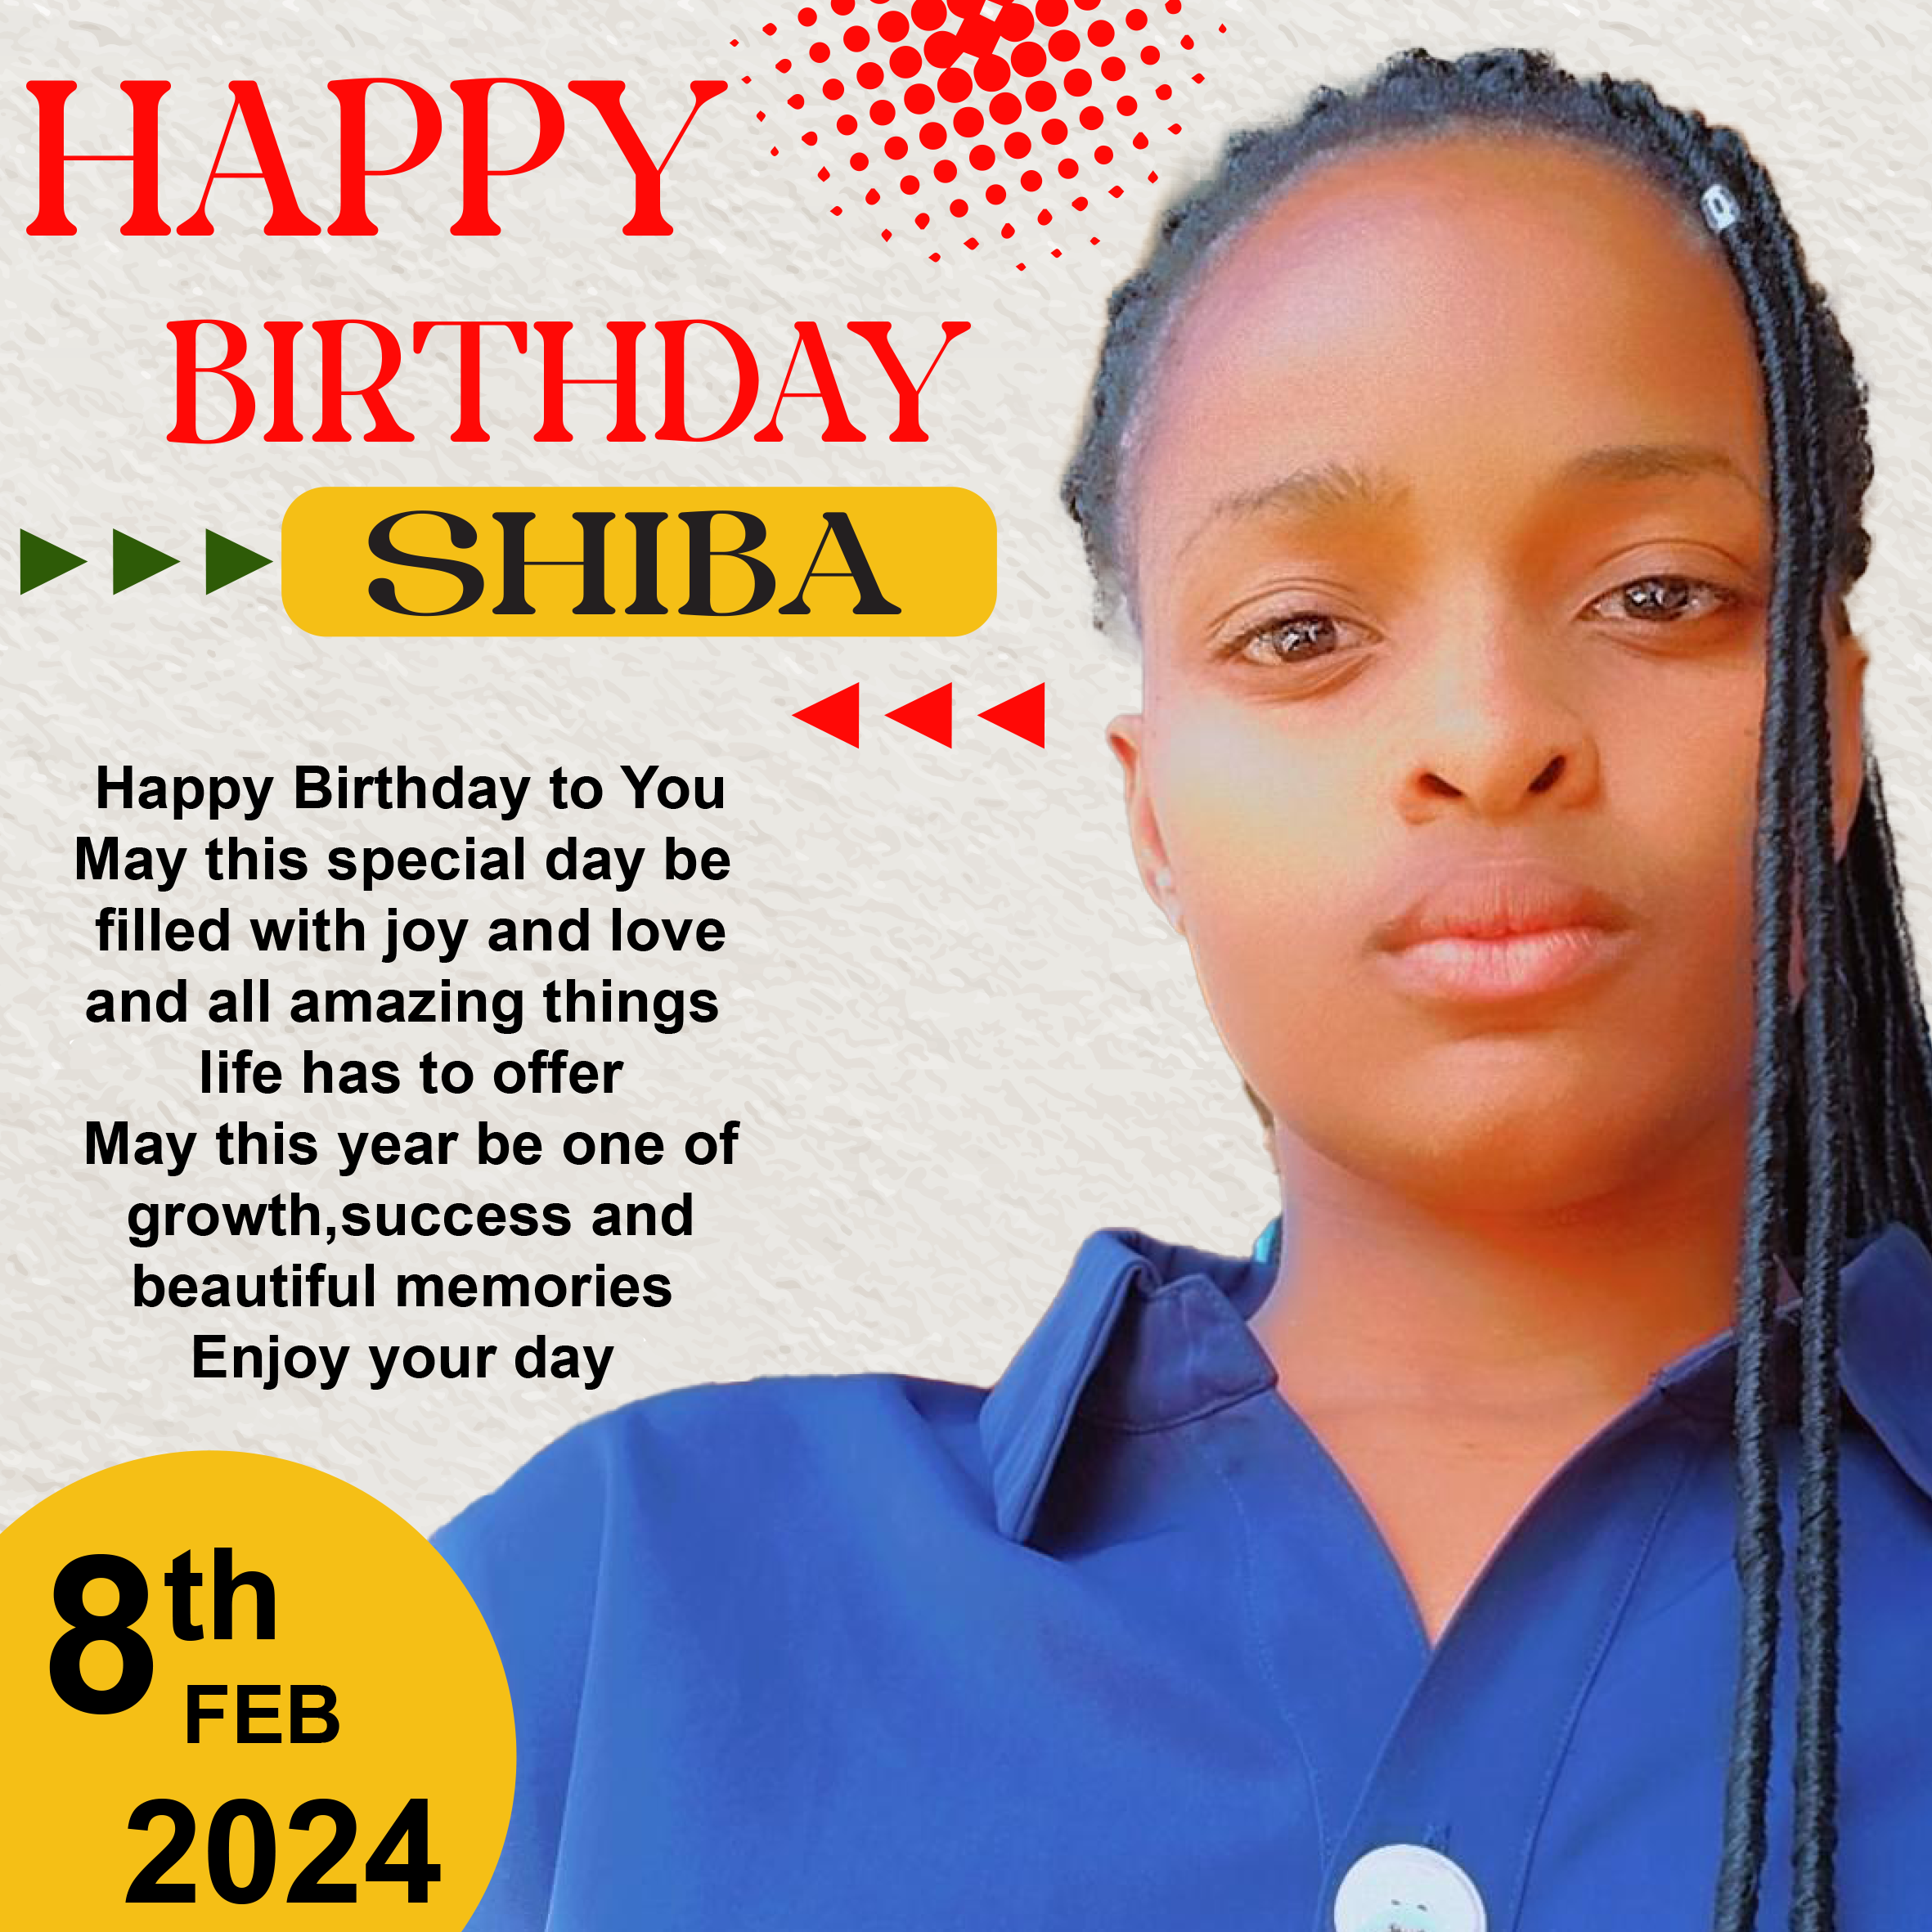 HAPPY
BIRTHDAY
SHIBA
Happy Birthday to You
May this special day be
filled with joy and love
and all amazing things
life has to offer
May this year be one of
growth,success and
beautiful memories
Enjoy your day
8th
FEB
2024